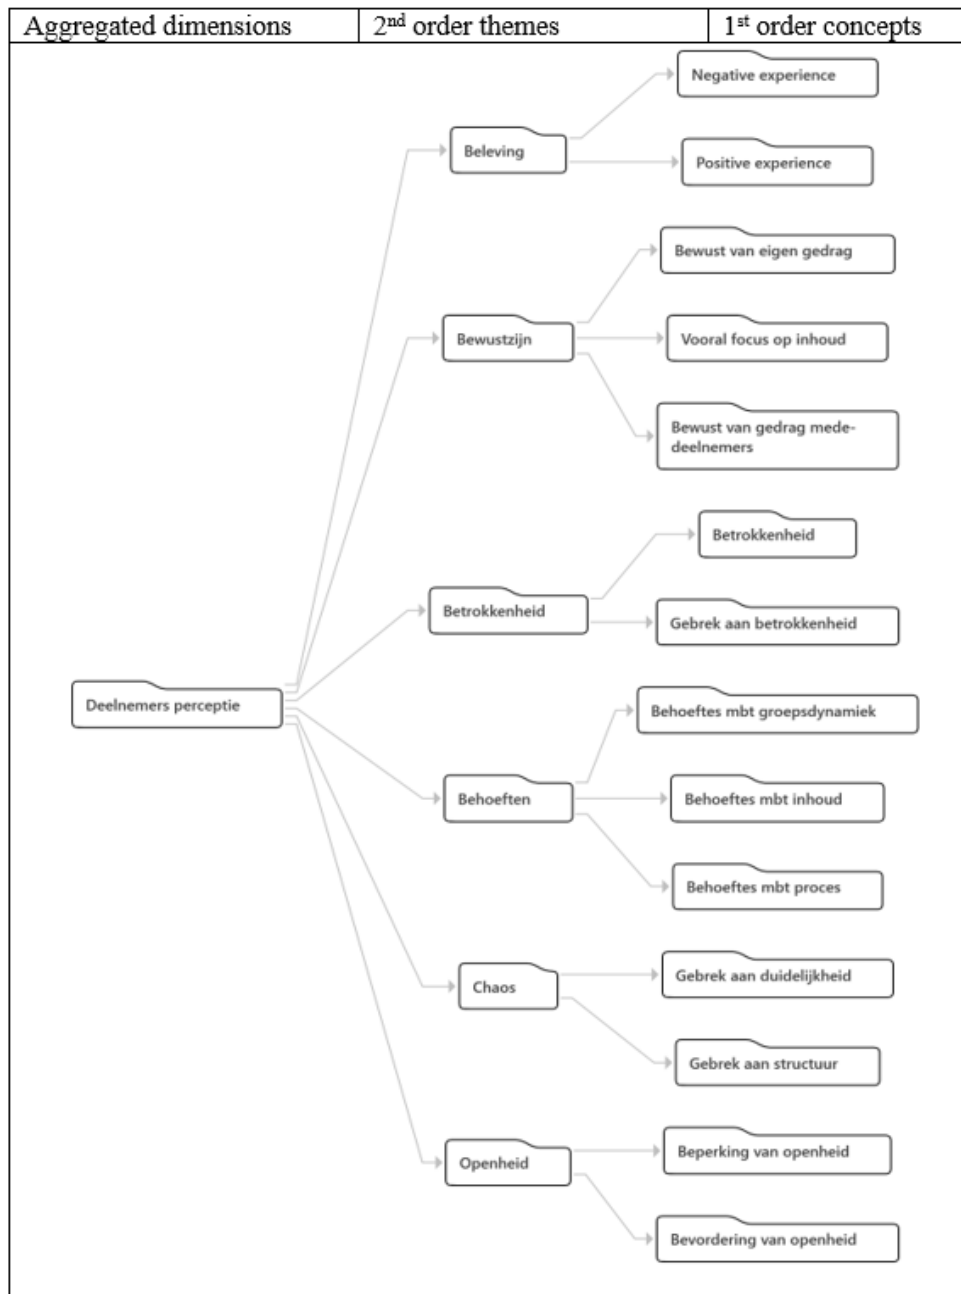 Aggregated dimensions 2nd order themes 1st order concepts
Negative experience
Beleving
Positive experience
Bewust van eigen gedrag
Bewustzijn
Vooral focus op inhoud
Bewust van gedrag mede-
deelnemers
Betrokkenheid
Betrokkenheid
Gebrek aan betrokkenheid
Deelnemers perceptie
Behoeftes mbt groepsdynamiek
Behoeften
Behoeftes mbt inhoud
Behoeftes mbt proces
Gebrek aan duidelijkheid
Chaos
Gebrek aan structuur
Beperking van openheid
Openheid
Bevordering van openheid